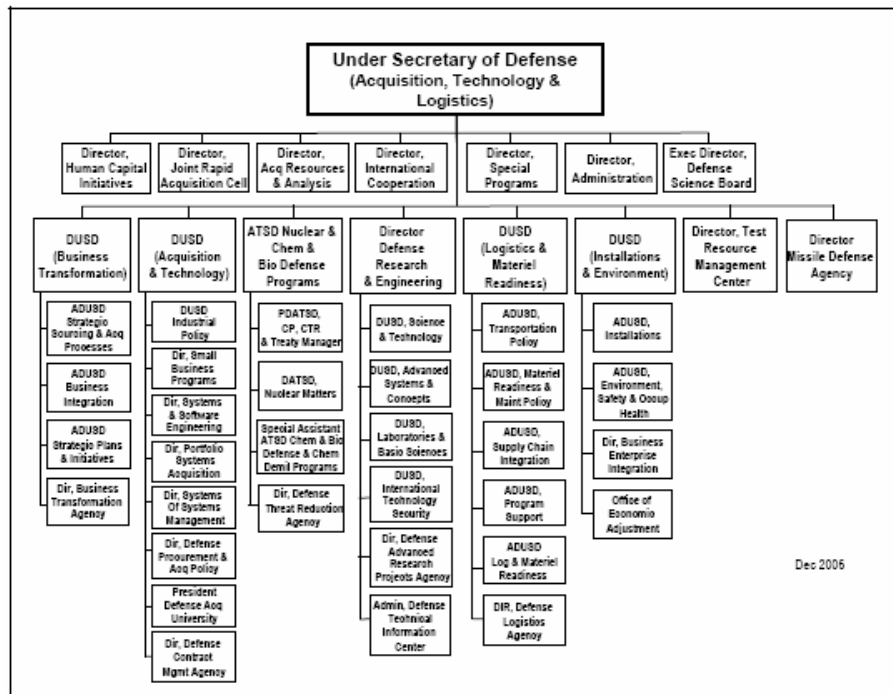 Under Secretary of Defense
(Acquisition, Technology &
Logistics)
Director,
Human Capital
Initiatives
Director,
Joint Rapid
Acquisition Cell
Director,
Acq Resources
& Analysis
Director,
International
Cooperation
Director,
Special
Programs
Director,
Administration
Exec Director,
Defense
Science Board
DUSD
(Business
Transformation)
DUSD
(Acquisition
& Technology)
ATSD Nuclear &
Chem &
Bio Defense
Programs
Director
Defense
Research
& Engineering
DUSD
(Logistics &
Materiel
Readiness)
DUSD
(Installations
& Environment)
Director, Test
Resource
Management
Center
Director
Missile Defense
Agency
ADUSD
Strategic
Sourcing & Acq
Processes
ADUSD
Business
Integration
ADUSD
Strategic Plans
& Initiatives
Dir, Business
Transformation
Agency
DUSD
Industrial
Policy
Dir, Small
Business
Programs
Dir, Systems
& Software
Engineering
Dir, Portfolio
Systems
Acquisition
Dir, Systems
Of Systems
Management
Dir, Defense
Procurement &
Acq Policy
President
Defense Acq
University
Dir, Defense
Contract
Mgmt Agency
PDATSD,
CP, CTR
& Treaty Manager
DATSD,
Nuclear Matters
Special Assistant
ATSD Chem & Bio
Defense & Chem
Demil Programs
Dir, Defense
Threat Reduction
Agency
DUSD, Science
& Technology
DUSD, Advanced
Systems &
Concepts
DUSD,
Laboratories &
Basic Sciences
DUSD,
International
Technology
Security
Dir, Defense
Advanced
Research
Projects Agency
Admin, Defense
Technical
Information
Center
ADUSD,
Transportation
Policy
ADUSD, Materiel
Readiness &
Maint Policy
ADUSD,
Supply Chain
Integration
ADUSD,
Program
Support
ADUSD
Log & Materiel
Readiness
DIR, Defense
Logistics
Agency
ADUSD,
Installations
ADUSD,
Environment,
Safety & Occup
Health
Dir, Business
Enterprise
Integration
Office of
Economic
Adjustment
Dec 2006